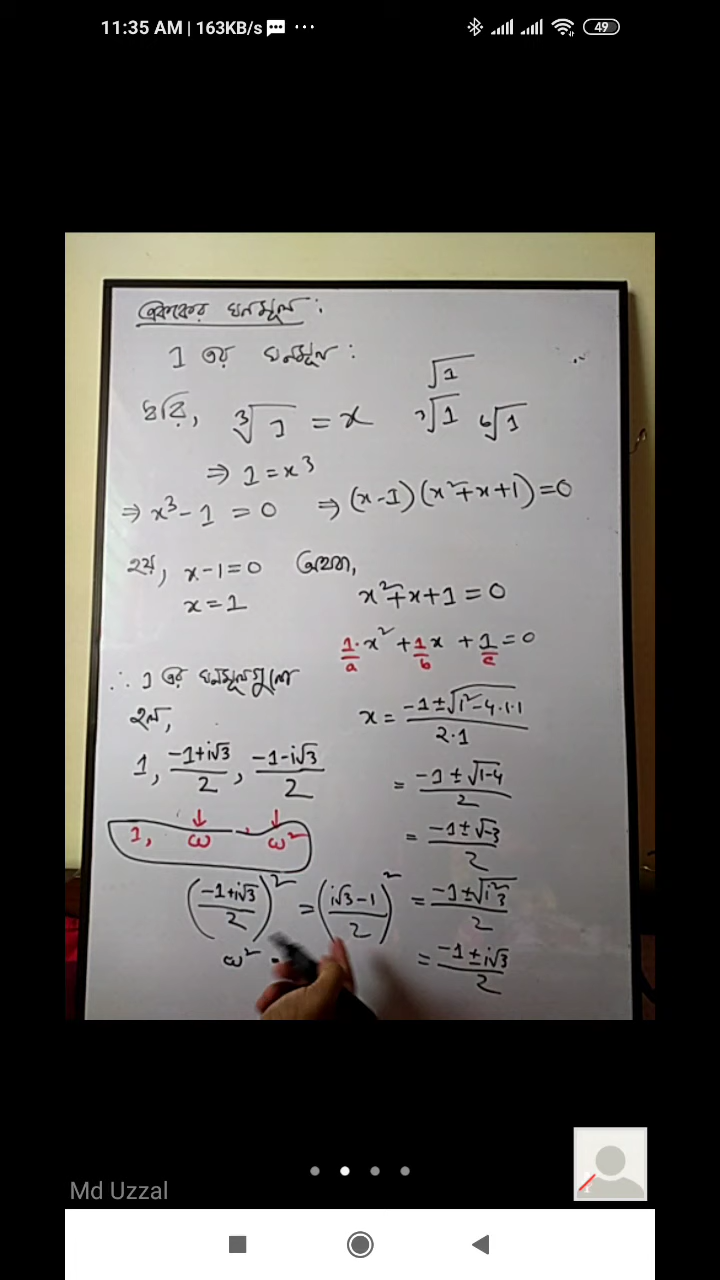 11:35 AM | 163KB/s ...
49
এককের ঘনমূল :
1 এর ঘনমূল :
√1
ধরি, ∛1 = x ³√1 ⁶√1
⇒ 1 = x³
⇒ x³ - 1 = 0 ⇒ (x-1)(x²+x+1)=0
হয়, x-1=0 অথবা,
x=1 x²+x+1=0
1·x² + 1x + 1 = 0
a b c
∴ 1 এর ঘনমূলগুলো
হল,
x = (-1±√(1²-4·1·1))/(2·1)
1, (-1+i√3)/2, (-1-i√3)/2
= (-1±√(1-4))/2
↓ ↓
1, ω, ω²
= (-1±√-3)/2
((-1+i√3)/2)² = ((i√3-1)/2)²
= (-1±√(i²3))/2
ω²
= (-1±i√3)/2
Md Uzzal